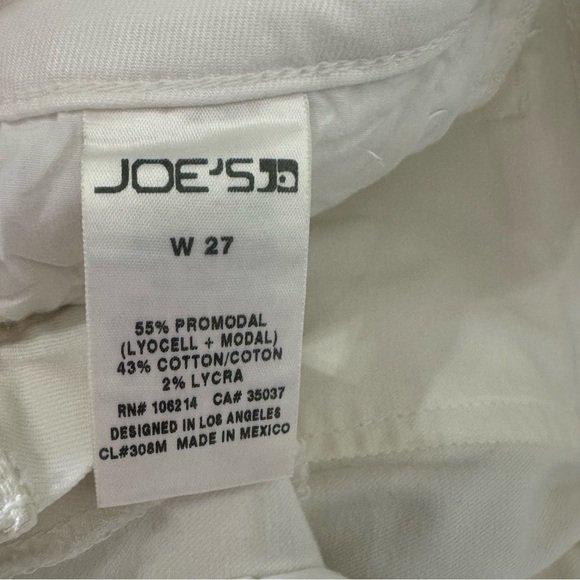 JOE'S
W 27
55% PROMODAL
(LYOCELL + MODAL)
43% COTTON/COTON
2% LYCRA
RN# 106214 CA# 35037
DESIGNED IN LOS ANGELES
CL#308M MADE IN MEXICO